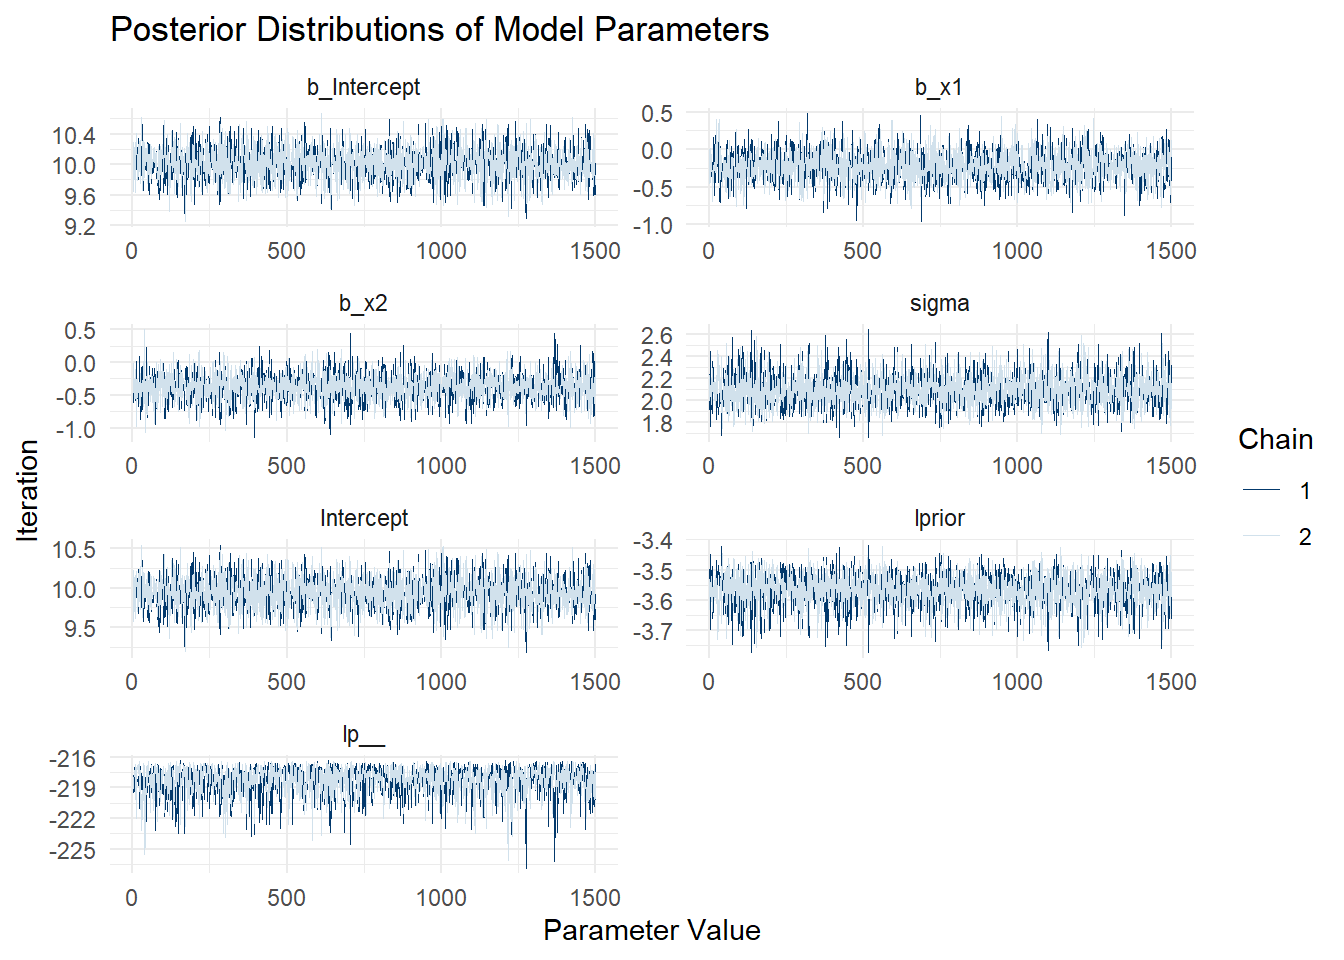 Posterior Distributions of Model Parameters
b_Intercept
10.4
10.0
9.6
9.2
0 500 1000 1500
b_x1
0.5
0.0
-0.5
-1.0
0 500 1000 1500
b_x2
0.5
0.0
-0.5
-1.0
0 500 1000 1500
sigma
2.6
2.4
2.2
2.0
1.8
0 500 1000 1500
Intercept
10.5
10.0
9.5
0 500 1000 1500
lprior
-3.4
-3.5
-3.6
-3.7
0 500 1000 1500
lp__
-216
-219
-222
-225
0 500 1000 1500
Iteration
Parameter Value
Chain
1
2